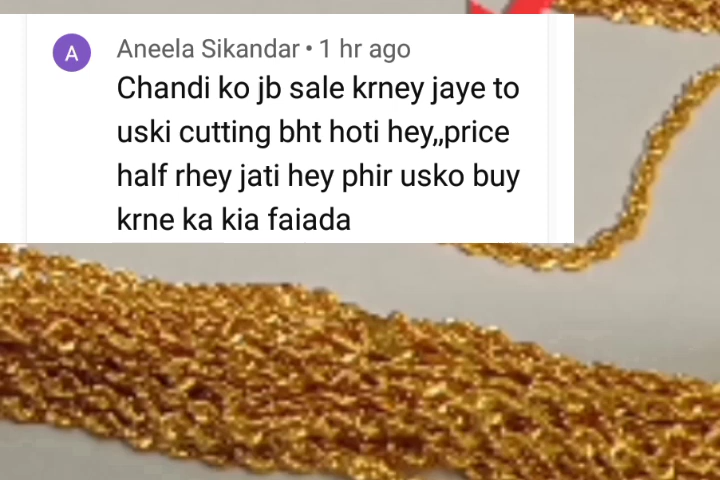 A
Aneela Sikandar • 1 hr ago
Chandi ko jb sale krney jaye to
uski cutting bht hoti hey,,price
half rhey jati hey phir usko buy
krne ka kia faiada